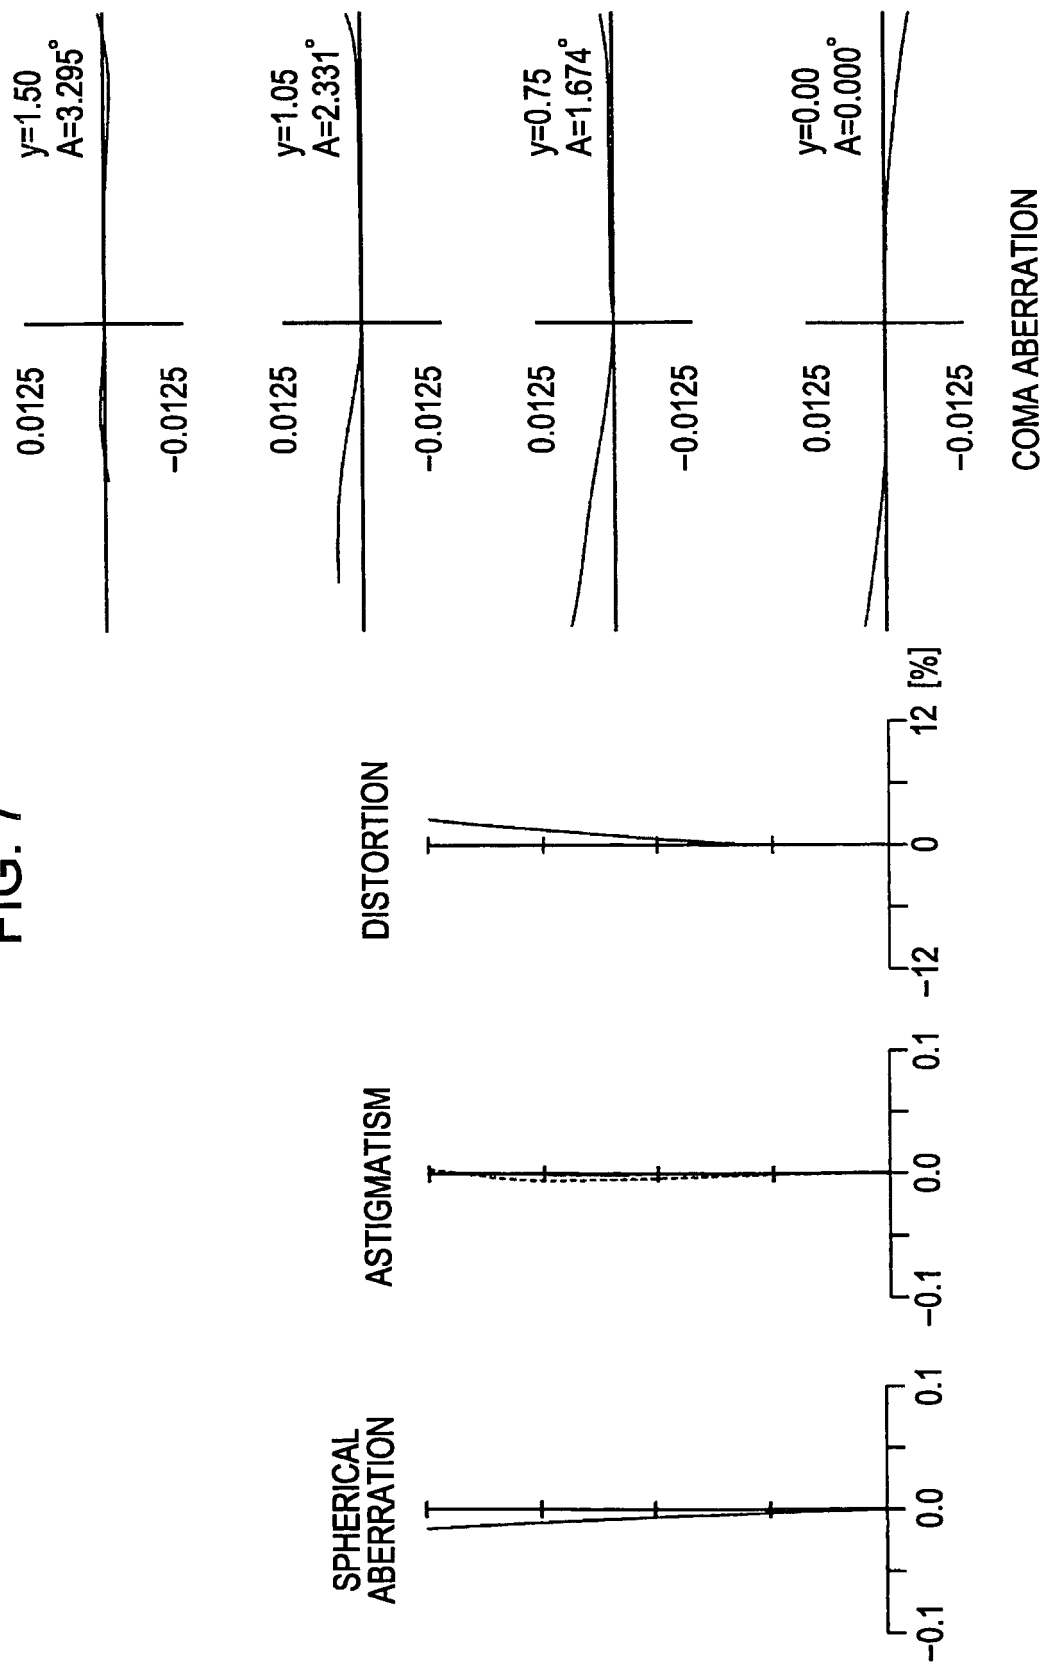 FIG. 7
SPHERICAL
ABERRATION
-0.1
0.0
0.1
ASTIGMATISM
-0.1
0.0
0.1
DISTORTION
-12
0
12 [%]
y=1.50
A=3.295°
0.0125
-0.0125
y=1.05
A=2.331°
0.0125
-0.0125
y=0.75
A=1.674°
0.0125
-0.0125
y=0.00
A=0.000°
0.0125
-0.0125
COMA ABERRATION